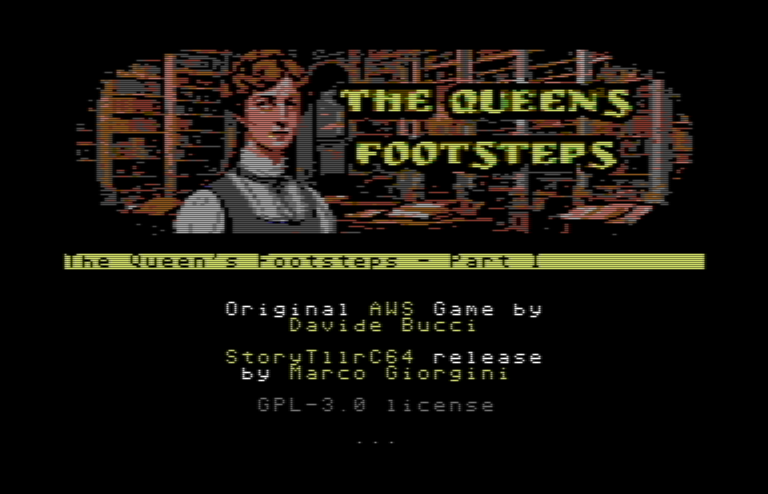 THE QUEEN'S
FOOTSTEPS
The Queen's Footsteps - Part I
Original AWS Game by
Davide Bucci
StoryTllrC64 release
by Marco Giorgini
GPL-3.0 license
...